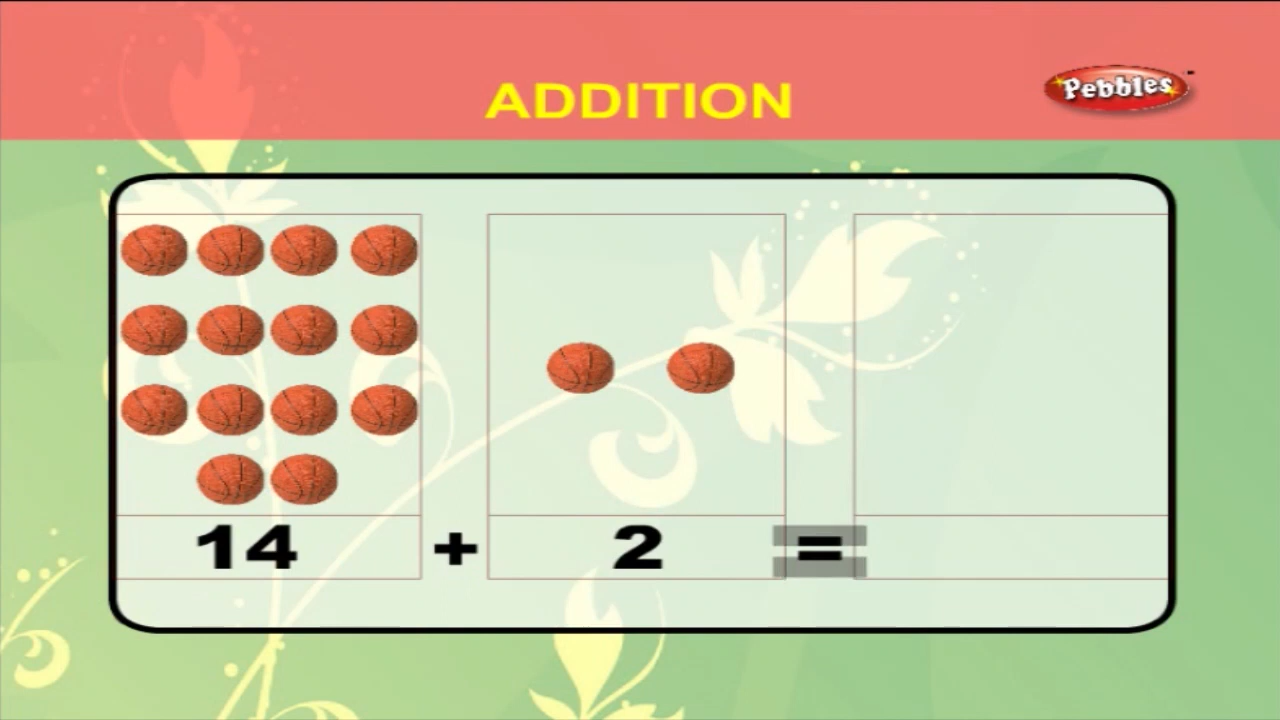 ADDITION
Pebbles
14 + 2 =